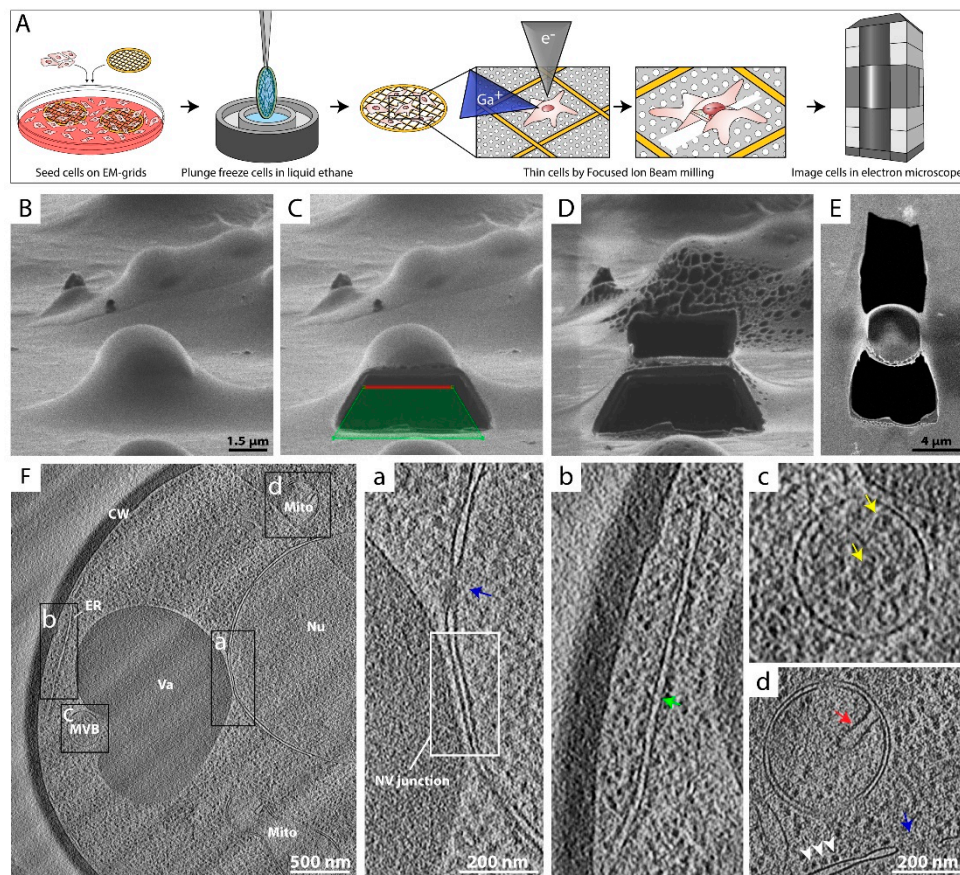 A
Ga+
e-
Seed cells on EM-grids
Plunge freeze cells in liquid ethane
Thin cells by Focused Ion Beam milling
Image cells in electron microscope
B
1.5 µm
C
D
E
4 µm
F
CW
d
Mito
b
ER
a
Nu
Va
C
MVB
Mito
500 nm
a
NV junction
200 nm
b
c
d
200 nm